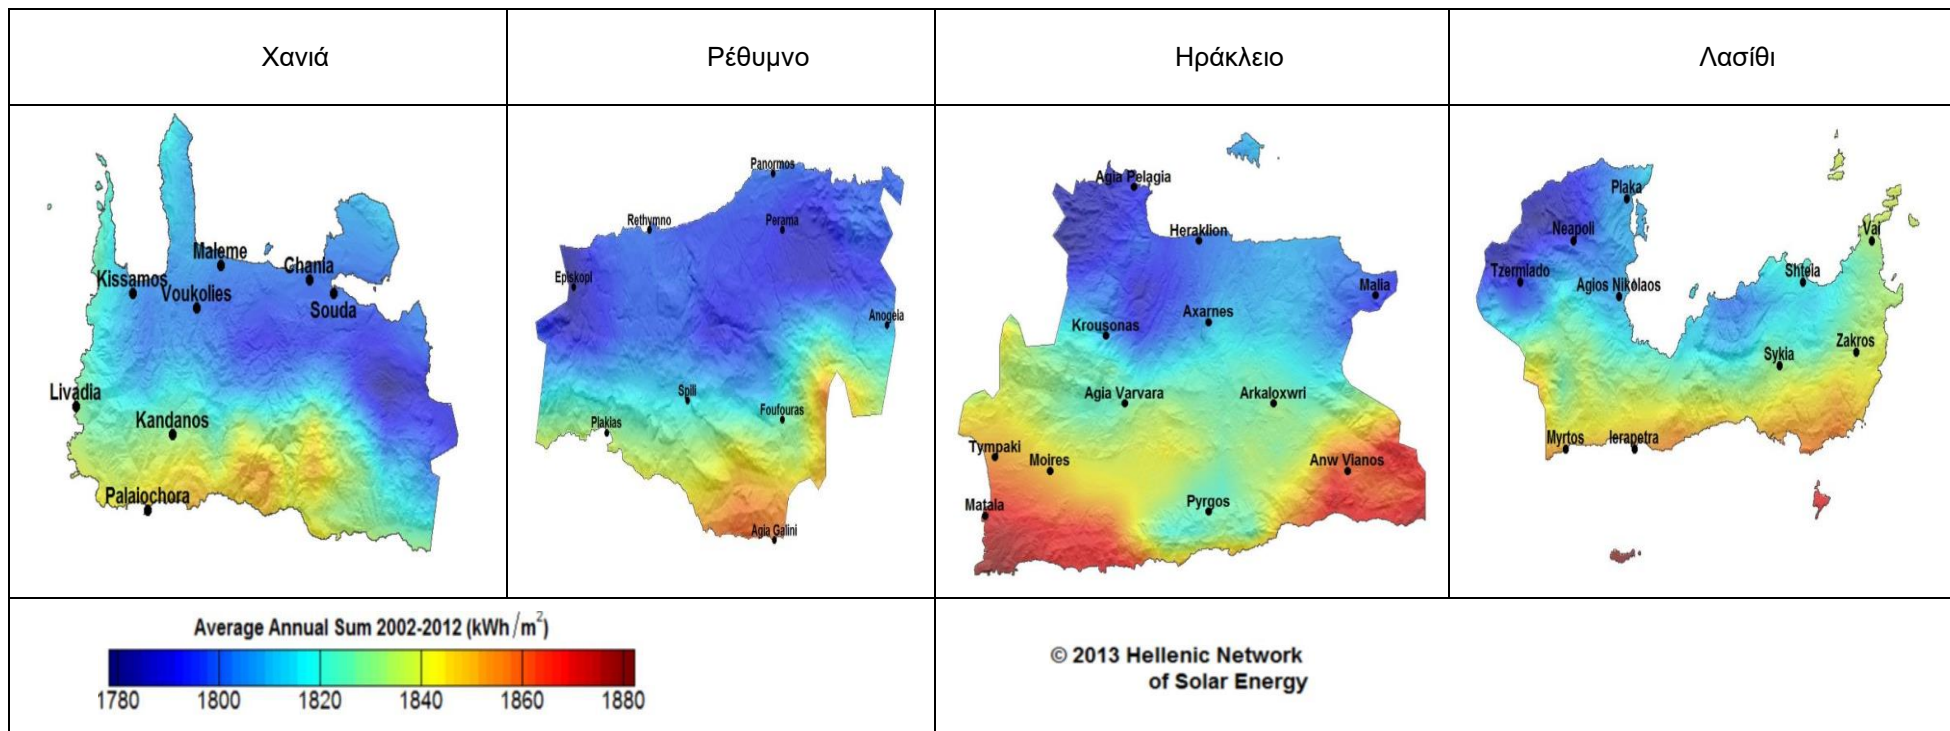 Χανιά
Ρέθυμνο
Ηράκλειο
Λασίθι
Maleme
Chania
Kissamos
Voukolies
Souda
Livadia
Kandanos
Palaiochora
Panormos
Rethymno
Perama
Episkopi
Anogeia
Spili
Foufouras
Plakias
Agia Galini
Agia Pelagia
Heraklion
Malia
Axarnes
Krousonas
Agia Varvara
Arkaloxwri
Tympaki
Moires
Anw Vianos
Matala
Pyrgos
Plaka
Neapoli
Vai
Tzermiado
Agios Nikolaos
Shteia
Zakros
Sykia
Myrtos
Ierapetra
Average Annual Sum 2002-2012 (kWh/m²)
1780 1800 1820 1840 1860 1880
© 2013 Hellenic Network
of Solar Energy